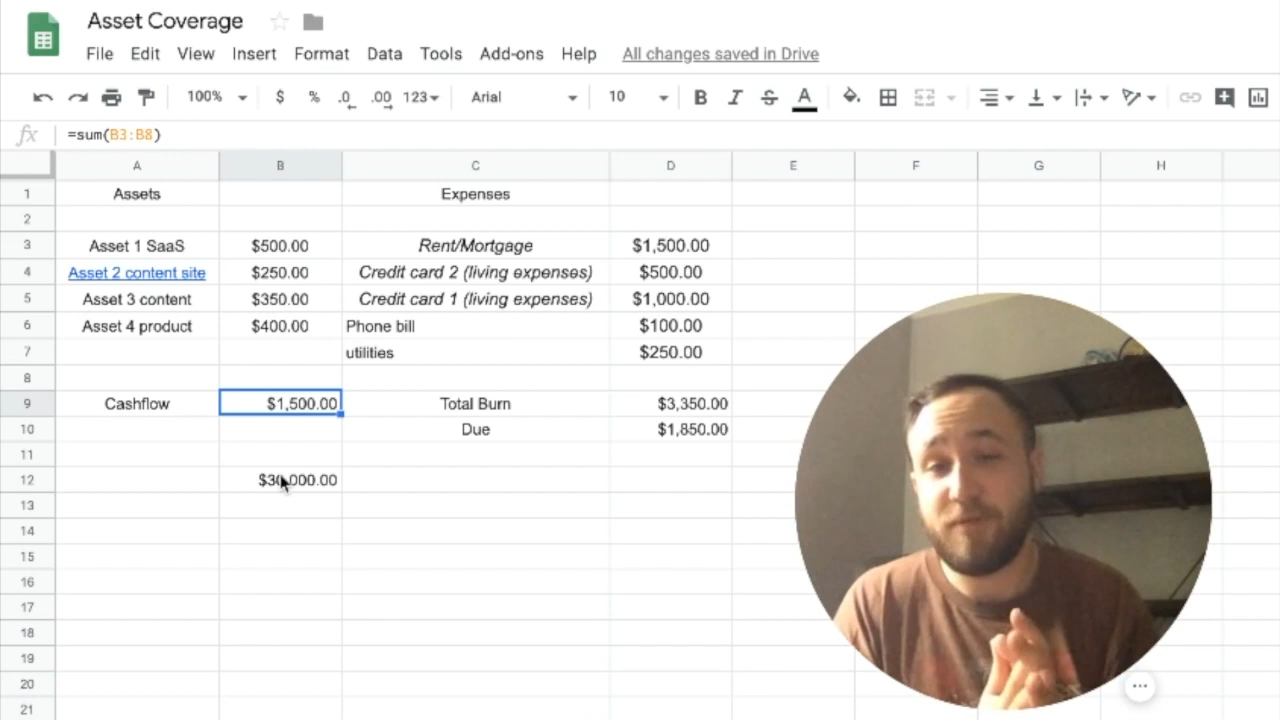 Asset Coverage
File Edit View Insert Format Data Tools Add-ons Help All changes saved in Drive
100% $ % .0 .00 123 Arial 10 B I S A
fx =sum(B3:B8)
A B C D E F G H
1 Assets Expenses
2
3 Asset 1 SaaS $500.00 Rent/Mortgage $1,500.00
4 Asset 2 content site $250.00 Credit card 2 (living expenses) $500.00
5 Asset 3 content $350.00 Credit card 1 (living expenses) $1,000.00
6 Asset 4 product $400.00 Phone bill $100.00
7 utilities $250.00
8
9 Cashflow $1,500.00 Total Burn $3,350.00
10 Due $1,850.00
11
12 $30,000.00
13
14
15
16
17
18
19
20
21